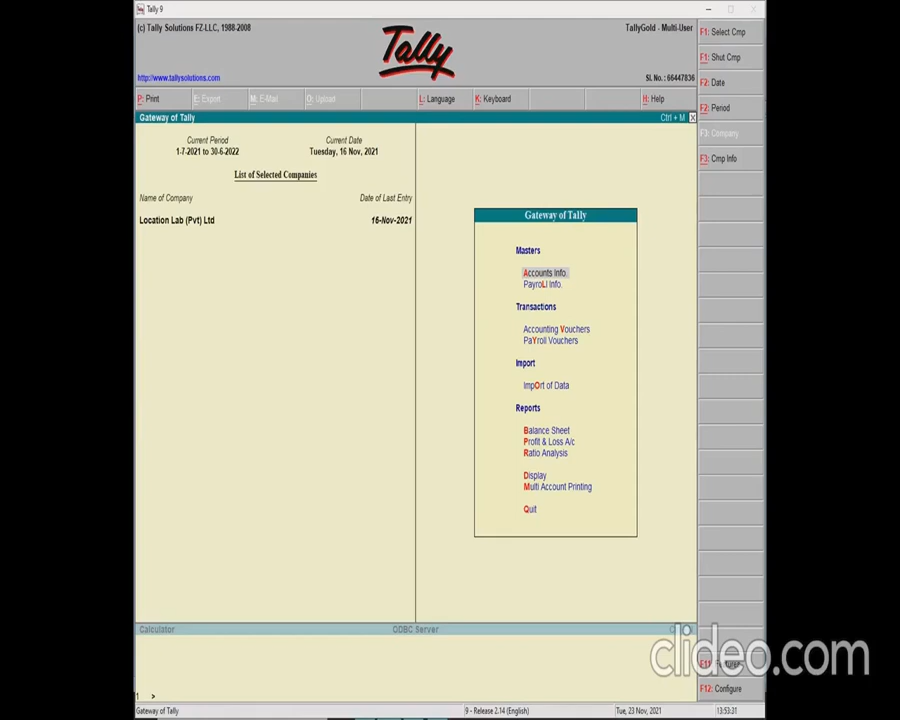 Tally 9
(c) Tally Solutions FZ-LLC, 1988-2008
TallyGold - Multi-User
Tally
http://www.tallysolutions.com
Sl. No.: 66447836
P: Print
E: Export
M: E-Mail
O: Upload
L: Language
K: Keyboard
H: Help
Gateway of Tally
Ctrl + M
X
F1: Select Cmp
F1: Shut Cmp
F2: Date
F2: Period
F3: Company
F3: Cmp Info
Current Period
Current Date
1-7-2021 to 30-6-2022
Tuesday, 16 Nov, 2021
List of Selected Companies
Name of Company
Date of Last Entry
Location Lab (Pvt) Ltd
16-Nov-2021
Gateway of Tally
Masters
Accounts Info.
PayroLl Info.
Transactions
Accounting Vouchers
PaYroll Vouchers
Import
ImpOrt of Data
Reports
Balance Sheet
Profit & Loss A/c
Ratio Analysis
Display
Multi Account Printing
Quit
Calculator
ODBC Server
clideo.com
F11: Features
F12: Configure
1 >
Gateway of Tally
9 - Release 2.14 (English)
Tue, 23 Nov, 2021
13:53:31